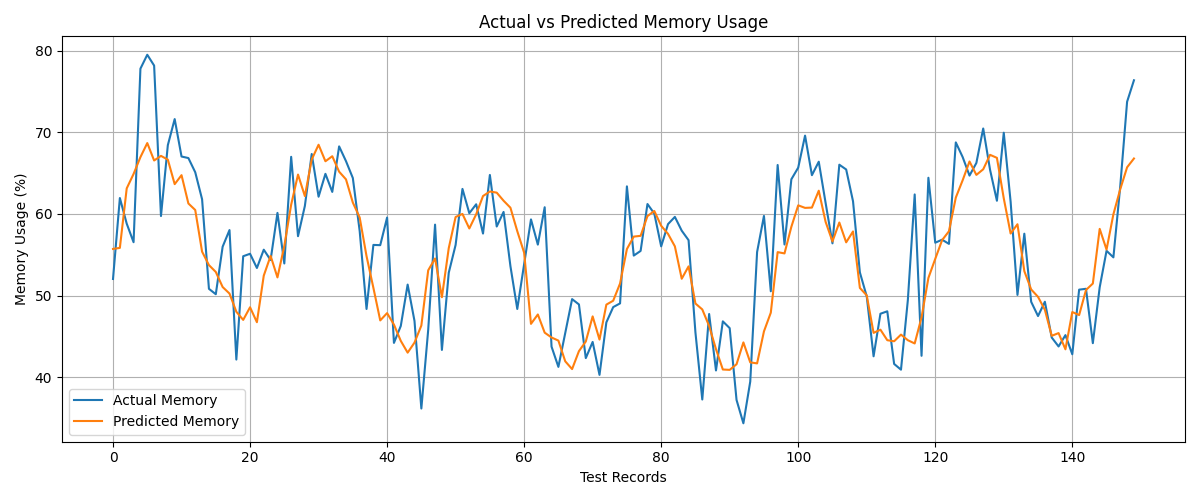 Actual vs Predicted Memory Usage
80
70
60
50
40
Memory Usage (%)
Actual Memory
Predicted Memory
0 20 40 60 80 100 120 140
Test Records